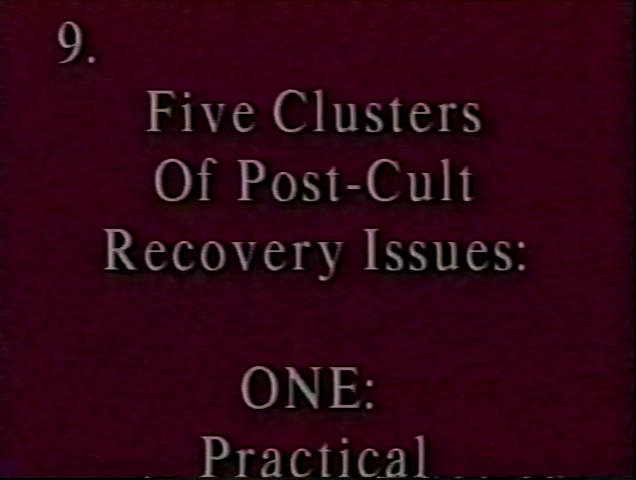 9.
Five Clusters
Of Post-Cult
Recovery Issues:
ONE:
Practical